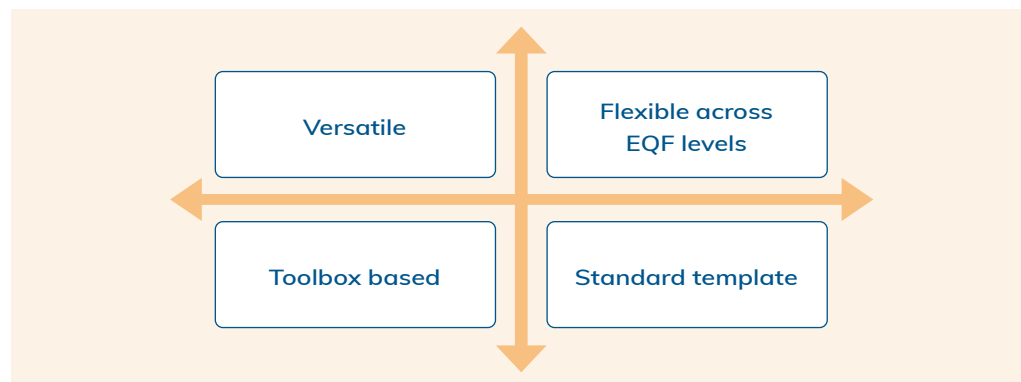 Versatile
Flexible across
EQF levels
Toolbox based
Standard template